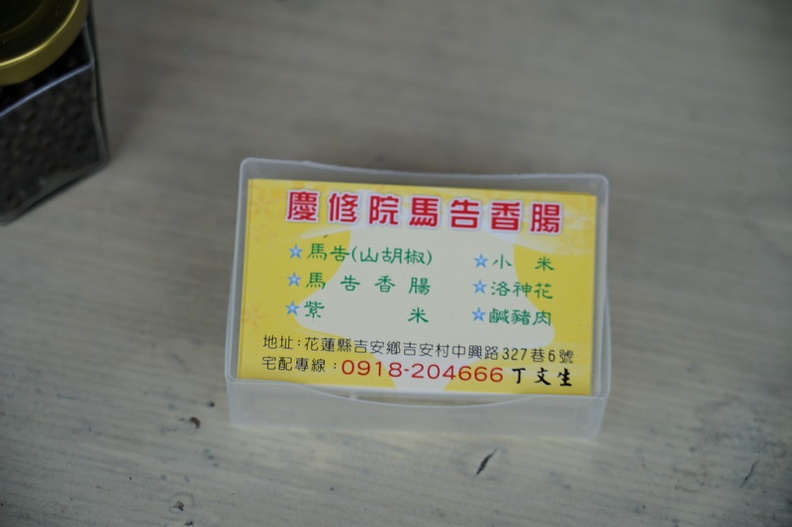 慶修院馬告香腸
☆馬告(山胡椒) ☆小米
☆馬告香腸 ☆洛神花
☆紫米 ☆鹹豬肉
地址:花蓮縣吉安鄉吉安村中興路327巷6號
宅配專線:0918-204666 丁文生